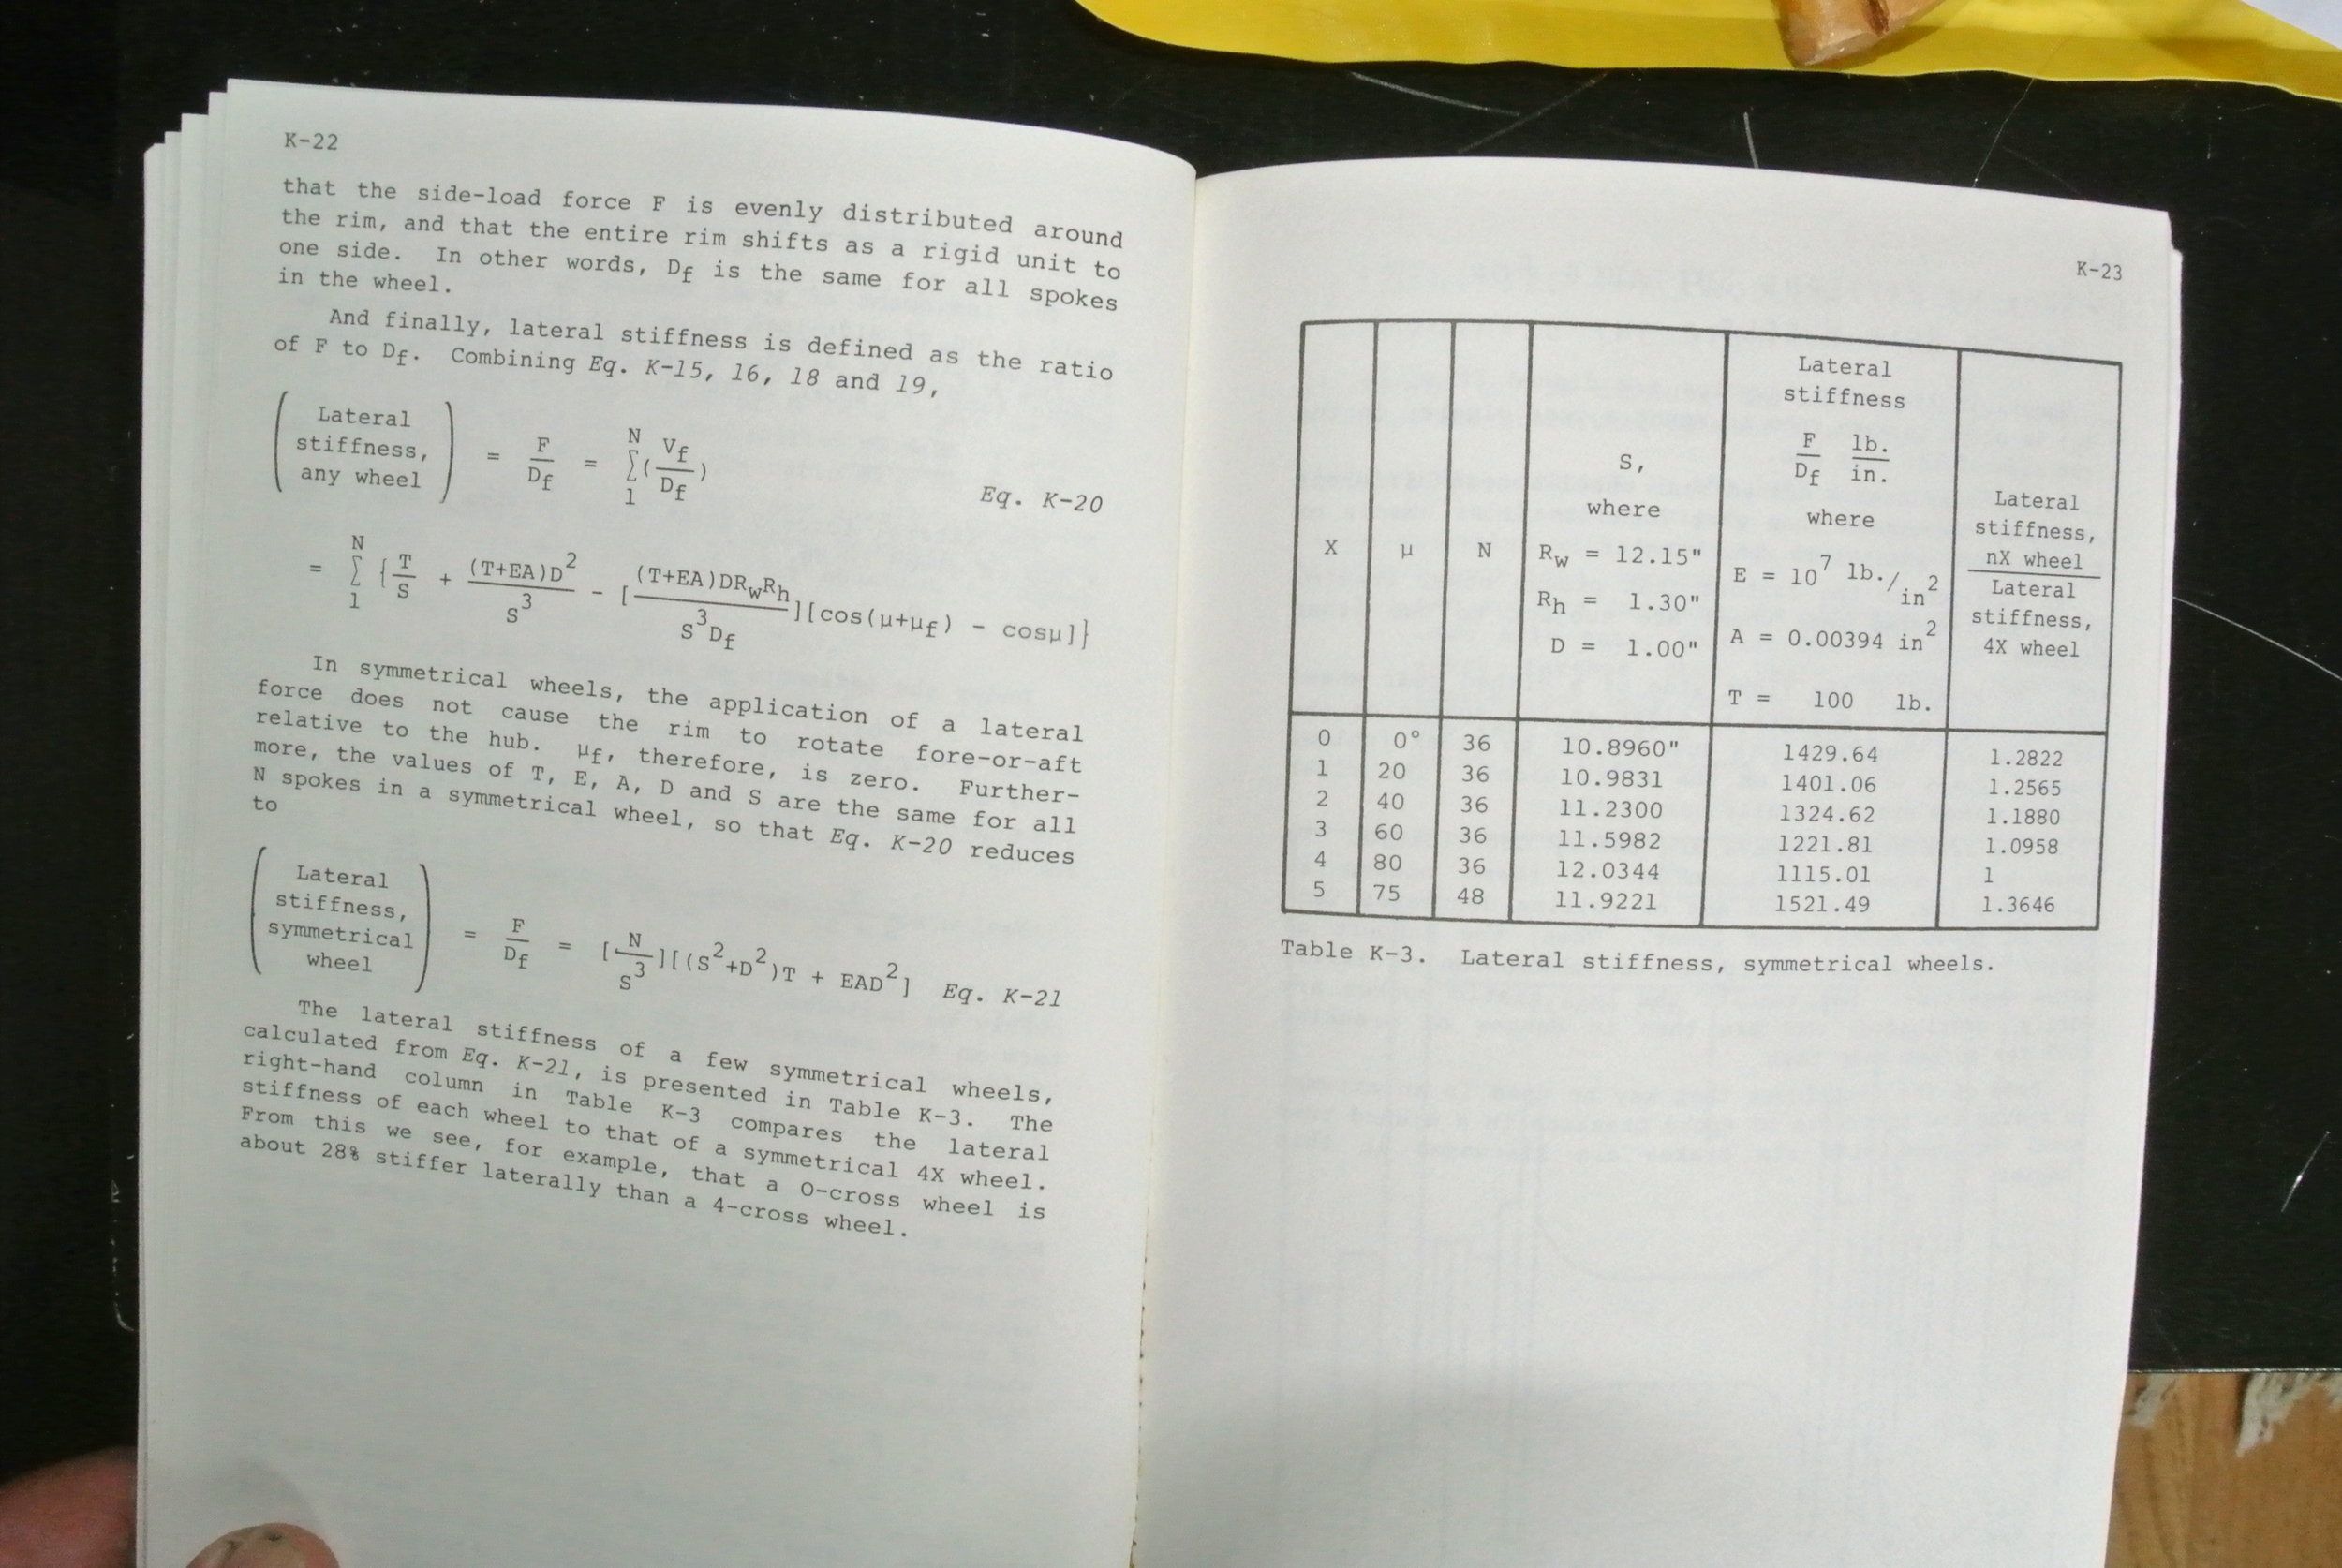 K-22
that the side-load force F is evenly distributed around
the rim, and that the entire rim shifts as a rigid unit to
one side. In other words, Df is the same for all spokes
in the wheel.
And finally, lateral stiffness is defined as the ratio
of F to Df. Combining Eq. K-15, 16, 18 and 19,
(Lateral stiffness, any wheel) = F/Df = Σ₁ᴺ(Vf/Df)
Eq. K-20
= Σ₁ᴺ {T/S + (T+EA)D²/S³ - [(T+EA)DRwRh/S³Df][cos(μ+μf) - cosμ]}
In symmetrical wheels, the application of a lateral
force does not cause the rim to rotate fore-or-aft
relative to the hub. μf, therefore, is zero. Further-
more, the values of T, E, A, D and S are the same for all
N spokes in a symmetrical wheel, so that Eq. K-20 reduces
to
(Lateral stiffness, symmetrical wheel) = F/Df = [N/S³][(S²+D²)T + EAD²] Eq. K-21
The lateral stiffness of a few symmetrical wheels,
calculated from Eq. K-21, is presented in Table K-3. The
right-hand column in Table K-3 compares the lateral
stiffness of each wheel to that of a symmetrical 4X wheel.
From this we see, for example, that a 0-cross wheel is
about 28% stiffer laterally than a 4-cross wheel.
K-23
X
μ
N
S,
where
Rw = 12.15"
Rh = 1.30"
D = 1.00"
Lateral
stiffness
F/Df lb./in.
where
E = 10⁷ lb./in²
A = 0.00394 in²
T = 100 lb.
Lateral
stiffness,
nX wheel
Lateral
stiffness,
4X wheel
0 0° 36 10.8960" 1429.64 1.2822
1 20 36 10.9831 1401.06 1.2565
2 40 36 11.2300 1324.62 1.1880
3 60 36 11.5982 1221.81 1.0958
4 80 36 12.0344 1115.01 1
5 75 48 11.9221 1521.49 1.3646
Table K-3. Lateral stiffness, symmetrical wheels.